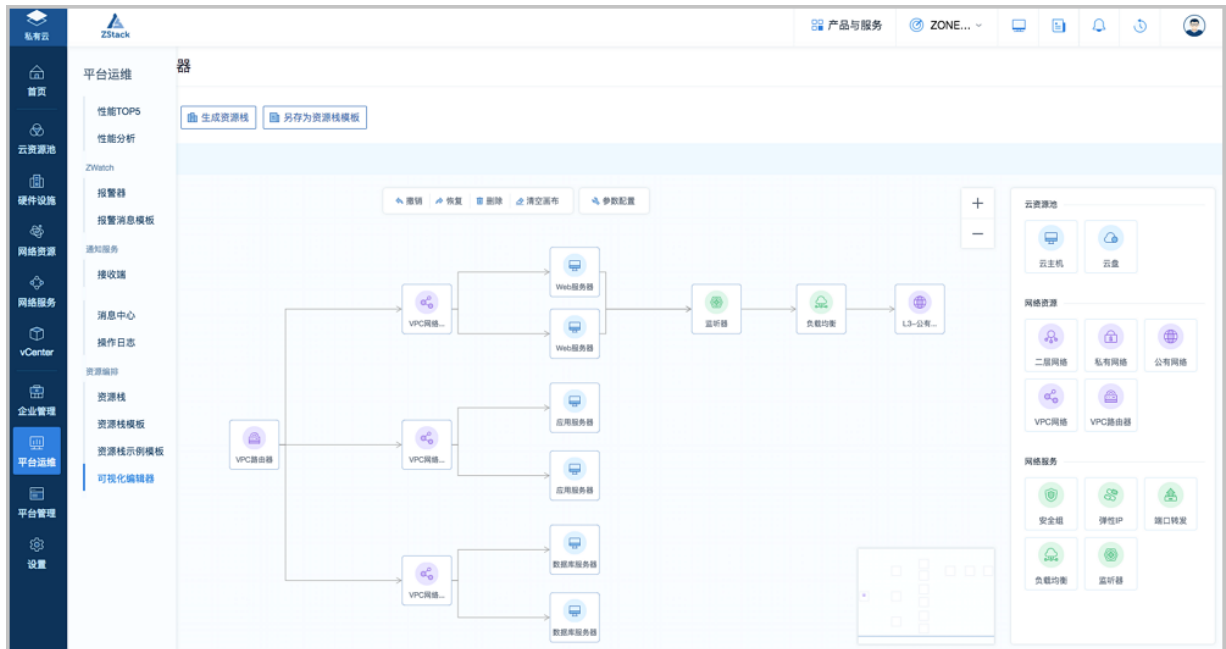 私有云
ZStack
产品与服务
ZONE...
首页
云资源池
硬件设施
网络资源
网络服务
vCenter
企业管理
平台运维
平台管理
设置
平台运维
性能TOP5
性能分析
ZWatch
报警器
报警消息模板
通知服务
接收端
消息中心
操作日志
资源编排
资源栈
资源栈模板
资源栈示例模板
可视化编辑器
器
生成资源栈
另存为资源栈模板
撤销 恢复 删除 清空画布 参数配置
VPC路由器
VPC网络...
Web服务器
Web服务器
监听器
负载均衡
L3-公有...
VPC网络...
应用服务器
应用服务器
VPC网络...
数据库服务器
数据库服务器
云资源池
云主机 云盘
网络资源
二层网络 私有网络 公有网络
VPC网络 VPC路由器
网络服务
安全组 弹性IP 端口转发
负载均衡 监听器